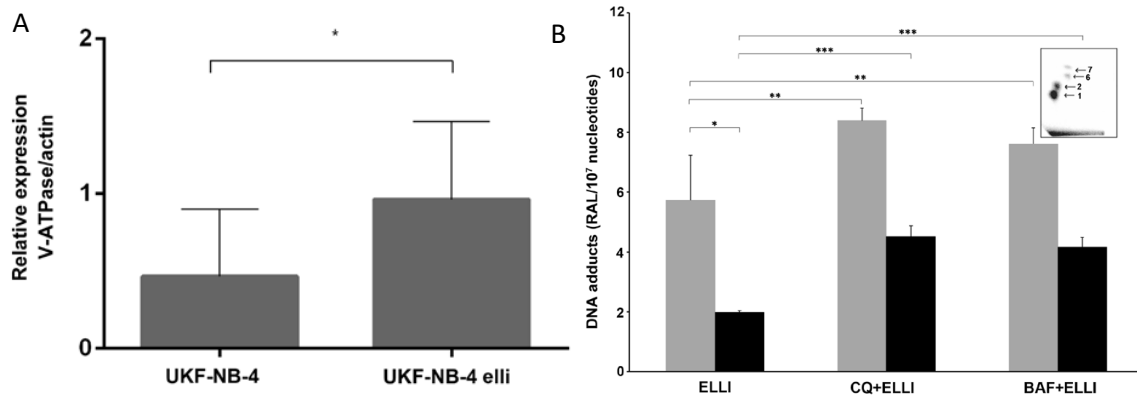 A
Relative expression
V-ATPase/actin
2
1
0
*
UKF-NB-4
UKF-NB-4 elli
B
DNA adducts (RAL/10⁷ nucleotides)
12
10
8
6
4
2
0
***
***
**
**
*
7
6
2
1
ELLI
CQ+ELLI
BAF+ELLI